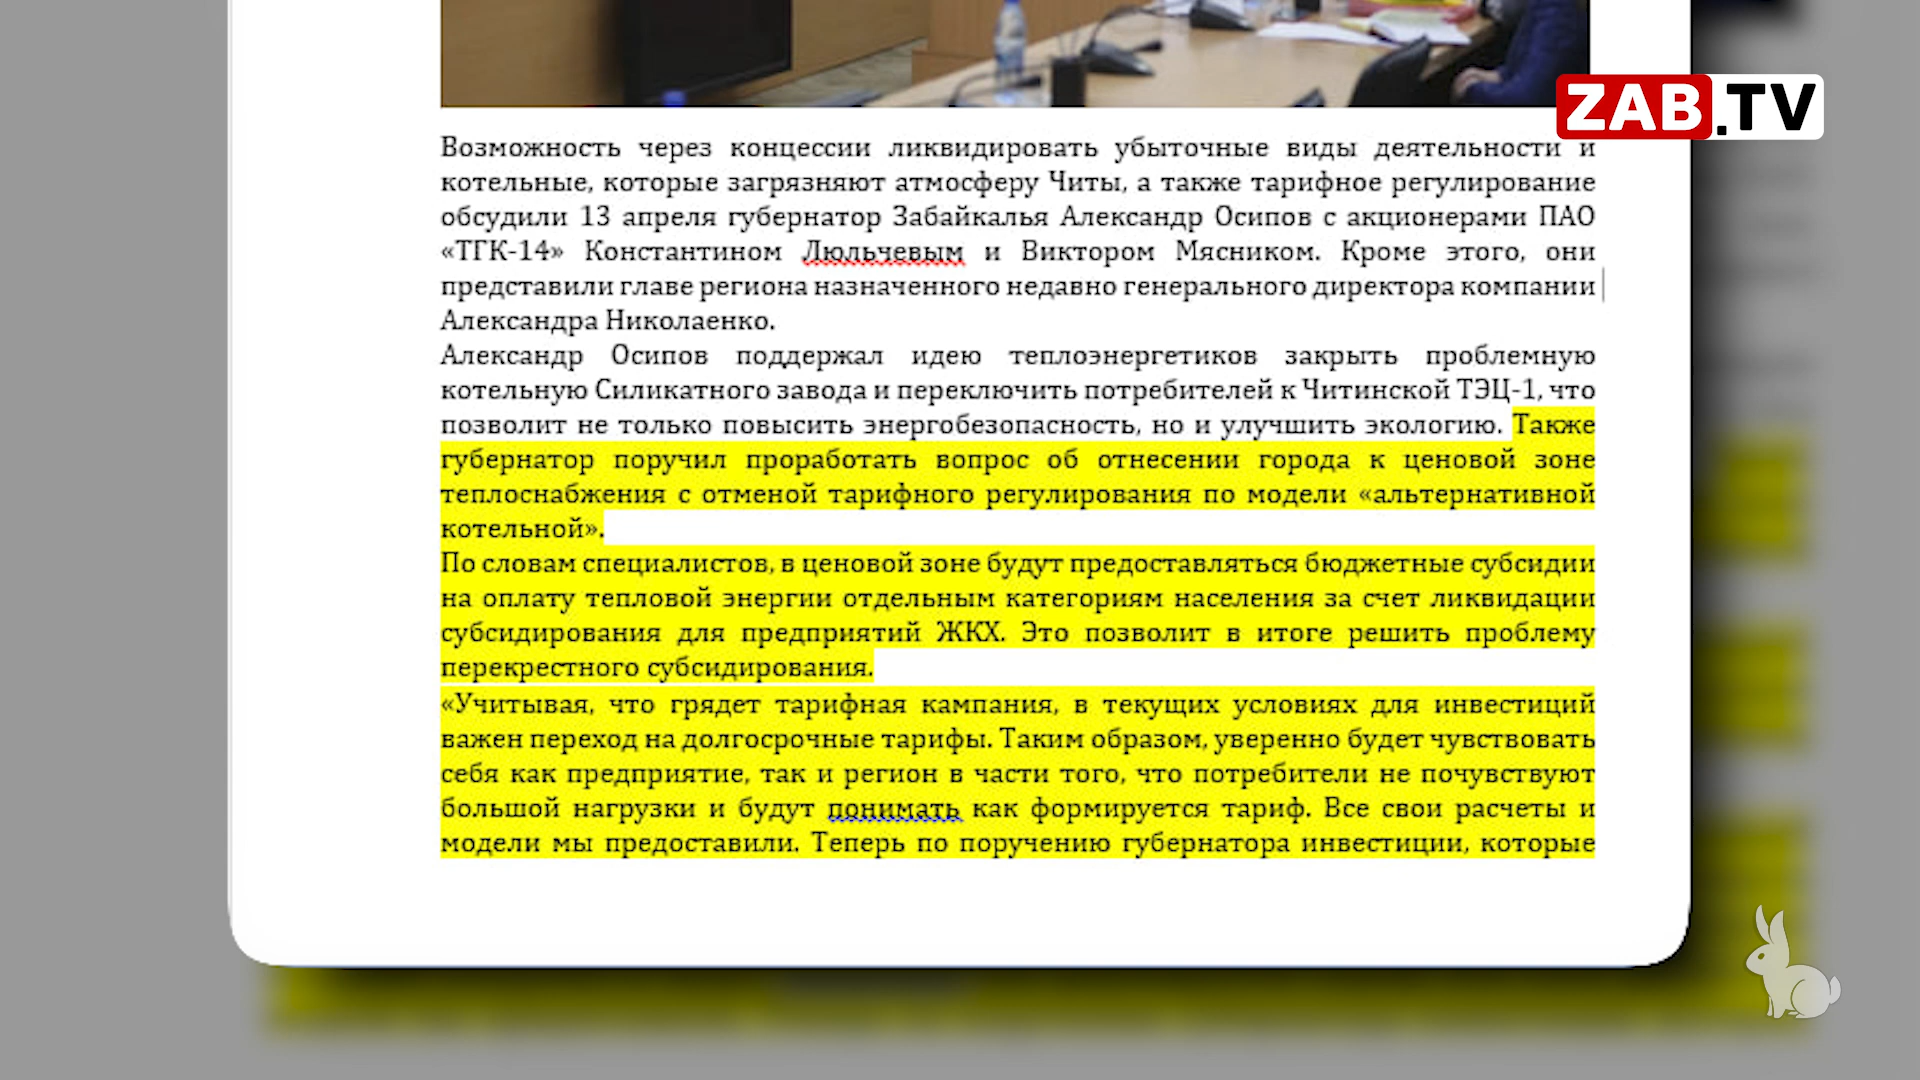 ZAB.TV
Возможность через концессии ликвидировать убыточные виды деятельности и
котельные, которые загрязняют атмосферу Читы, а также тарифное регулирование
обсудили 13 апреля губернатор Забайкалья Александр Осипов с акционерами ПАО
«ТГК-14» Константином Люльчевым и Виктором Мясником. Кроме этого, они
представили главе региона назначенного недавно генерального директора компании
Александра Николаенко.
Александр Осипов поддержал идею теплоэнергетиков закрыть проблемную
котельную Силикатного завода и переключить потребителей к Читинской ТЭЦ-1, что
позволит не только повысить энергобезопасность, но и улучшить экологию. Также
губернатор поручил проработать вопрос об отнесении города к ценовой зоне
теплоснабжения с отменой тарифного регулирования по модели «альтернативной
котельной».
По словам специалистов, в ценовой зоне будут предоставляться бюджетные субсидии
на оплату тепловой энергии отдельным категориям населения за счет ликвидации
субсидирования для предприятий ЖКХ. Это позволит в итоге решить проблему
перекрестного субсидирования.
«Учитывая, что грядет тарифная кампания, в текущих условиях для инвестиций
важен переход на долгосрочные тарифы. Таким образом, уверенно будет чувствовать
себя как предприятие, так и регион в части того, что потребители не почувствуют
большой нагрузки и будут понимать как формируется тариф. Все свои расчеты и
модели мы предоставили. Теперь по поручению губернатора инвестиции, которые